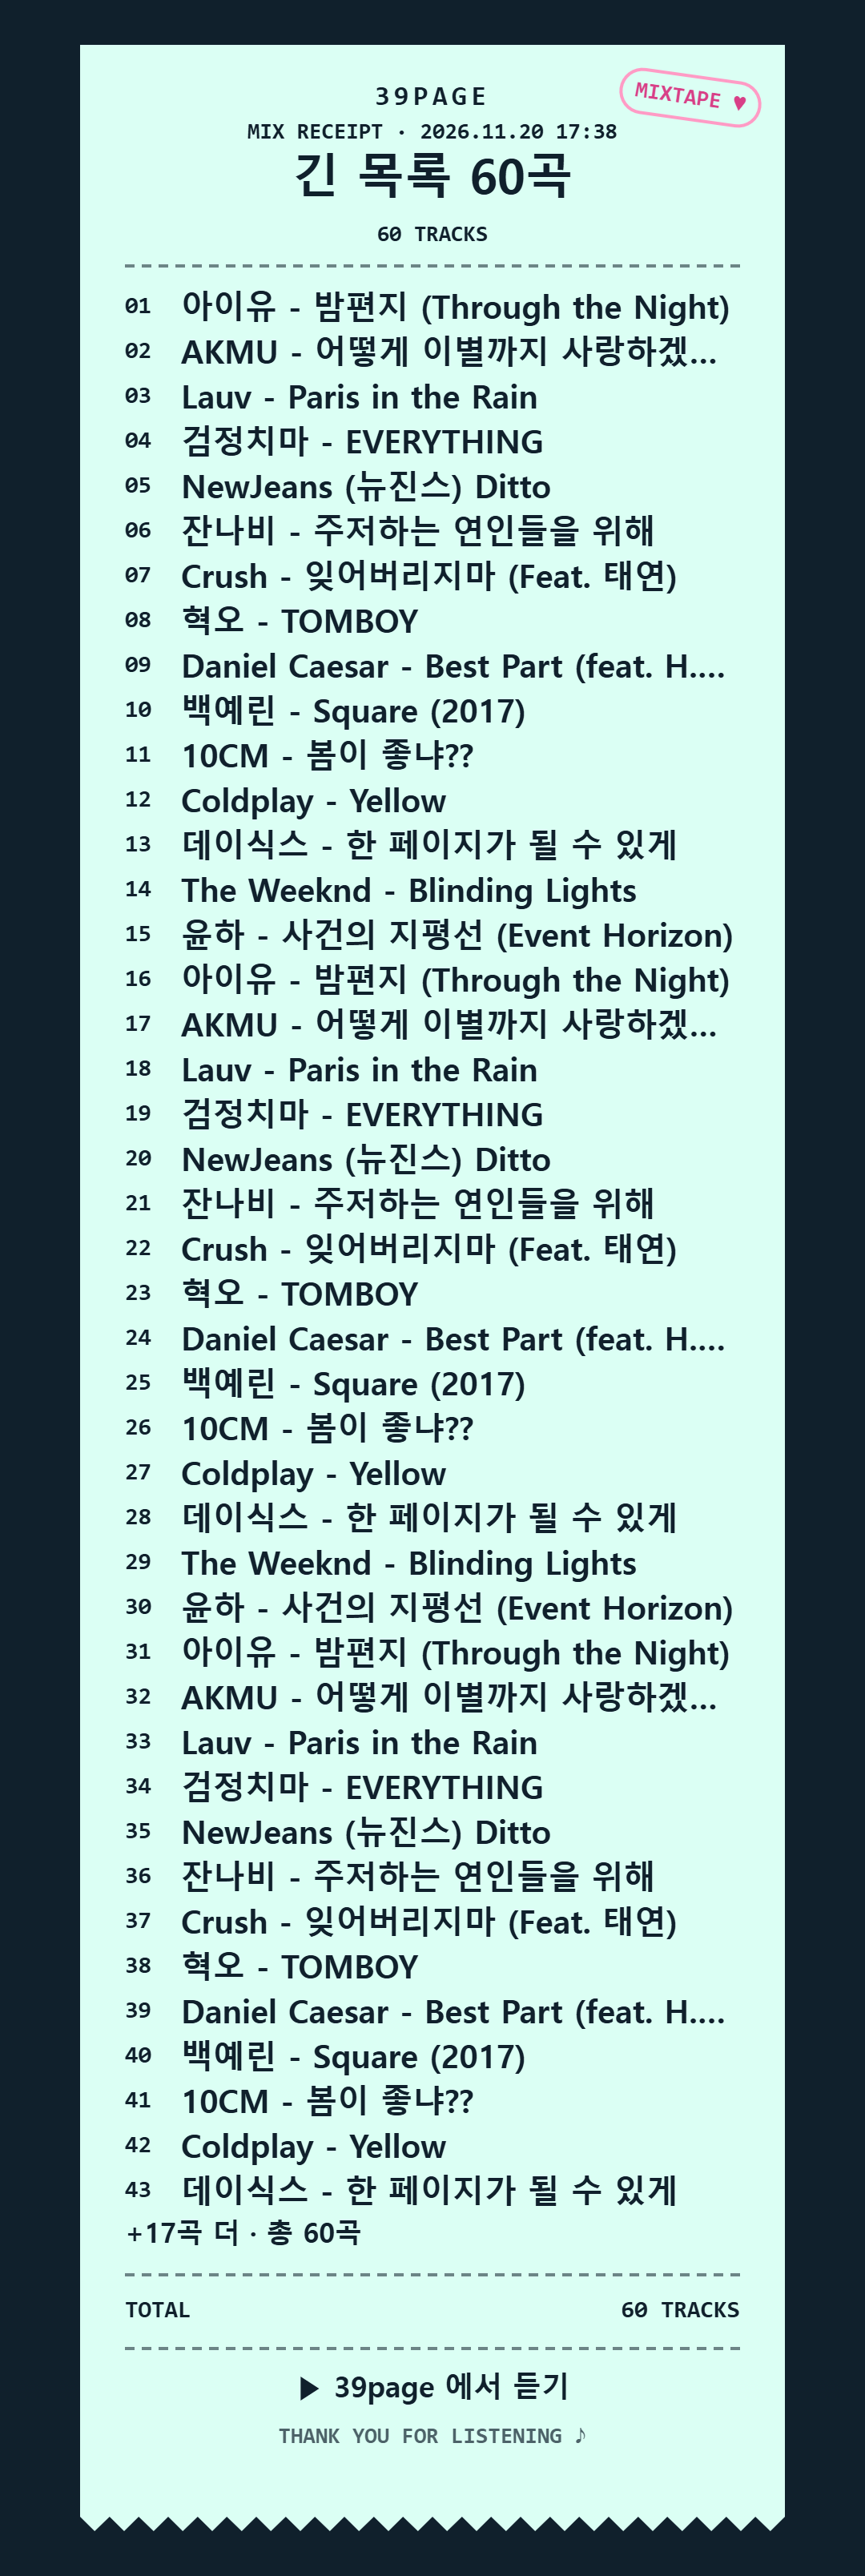 39PAGE
MIXTAPE ♥
MIX RECEIPT · 2026.11.20 17:38
긴 목록 60곡
60 TRACKS
01 아이유 - 밤편지 (Through the Night)
02 AKMU - 어떻게 이별까지 사랑하겠...
03 Lauv - Paris in the Rain
04 검정치마 - EVERYTHING
05 NewJeans (뉴진스) Ditto
06 잔나비 - 주저하는 연인들을 위해
07 Crush - 잊어버리지마 (Feat. 태연)
08 혁오 - TOMBOY
09 Daniel Caesar - Best Part (feat. H....
10 백예린 - Square (2017)
11 10CM - 봄이 좋냐??
12 Coldplay - Yellow
13 데이식스 - 한 페이지가 될 수 있게
14 The Weeknd - Blinding Lights
15 윤하 - 사건의 지평선 (Event Horizon)
16 아이유 - 밤편지 (Through the Night)
17 AKMU - 어떻게 이별까지 사랑하겠...
18 Lauv - Paris in the Rain
19 검정치마 - EVERYTHING
20 NewJeans (뉴진스) Ditto
21 잔나비 - 주저하는 연인들을 위해
22 Crush - 잊어버리지마 (Feat. 태연)
23 혁오 - TOMBOY
24 Daniel Caesar - Best Part (feat. H....
25 백예린 - Square (2017)
26 10CM - 봄이 좋냐??
27 Coldplay - Yellow
28 데이식스 - 한 페이지가 될 수 있게
29 The Weeknd - Blinding Lights
30 윤하 - 사건의 지평선 (Event Horizon)
31 아이유 - 밤편지 (Through the Night)
32 AKMU - 어떻게 이별까지 사랑하겠...
33 Lauv - Paris in the Rain
34 검정치마 - EVERYTHING
35 NewJeans (뉴진스) Ditto
36 잔나비 - 주저하는 연인들을 위해
37 Crush - 잊어버리지마 (Feat. 태연)
38 혁오 - TOMBOY
39 Daniel Caesar - Best Part (feat. H....
40 백예린 - Square (2017)
41 10CM - 봄이 좋냐??
42 Coldplay - Yellow
43 데이식스 - 한 페이지가 될 수 있게
+17곡 더 · 총 60곡
TOTAL 60 TRACKS
▶ 39page 에서 듣기
THANK YOU FOR LISTENING ♪